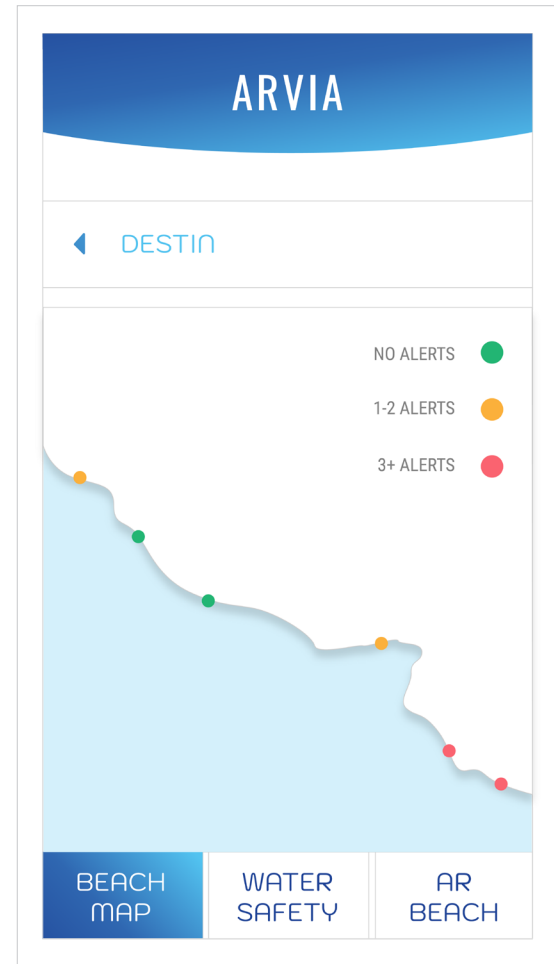 ARVIA
DESTIN
NO ALERTS
1-2 ALERTS
3+ ALERTS
BEACH
MAP
WATER
SAFETY
AR
BEACH